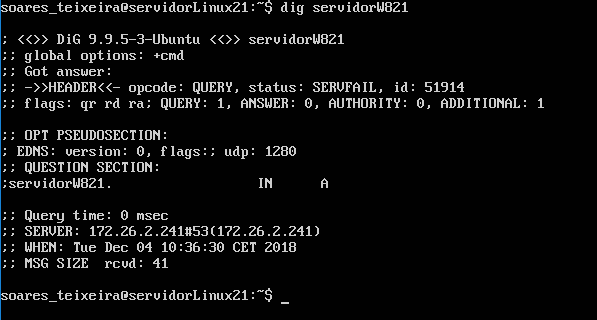 soares_teixeira@servidorLinux21:~$ dig servidorW821
; <<>> DiG 9.9.5-3-Ubuntu <<>> servidorW821
;; global options: +cmd
;; Got answer:
;; ->>HEADER<<- opcode: QUERY, status: SERVFAIL, id: 51914
;; flags: qr rd ra; QUERY: 1, ANSWER: 0, AUTHORITY: 0, ADDITIONAL: 1
;; OPT PSEUDOSECTION:
; EDNS: version: 0, flags:; udp: 1280
;; QUESTION SECTION:
;servidorW821. IN A
;; Query time: 0 msec
;; SERVER: 172.26.2.241#53(172.26.2.241)
;; WHEN: Tue Dec 04 10:36:30 CET 2018
;; MSG SIZE rcvd: 41
soares_teixeira@servidorLinux21:~$ _